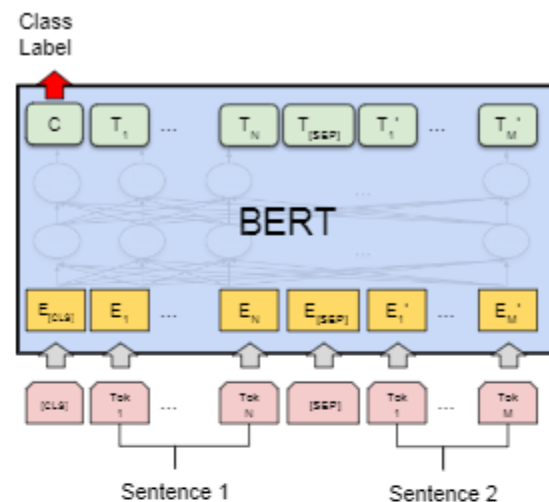 Class
Label
C T1 ... TN T[SEP] T1' ... TM'
...
BERT
...
E[CLS] E1 ... EN E[SEP] E1' ... EM'
[CLS] Tok 1 ... Tok N [SEP] Tok 1 ... Tok M
Sentence 1 Sentence 2